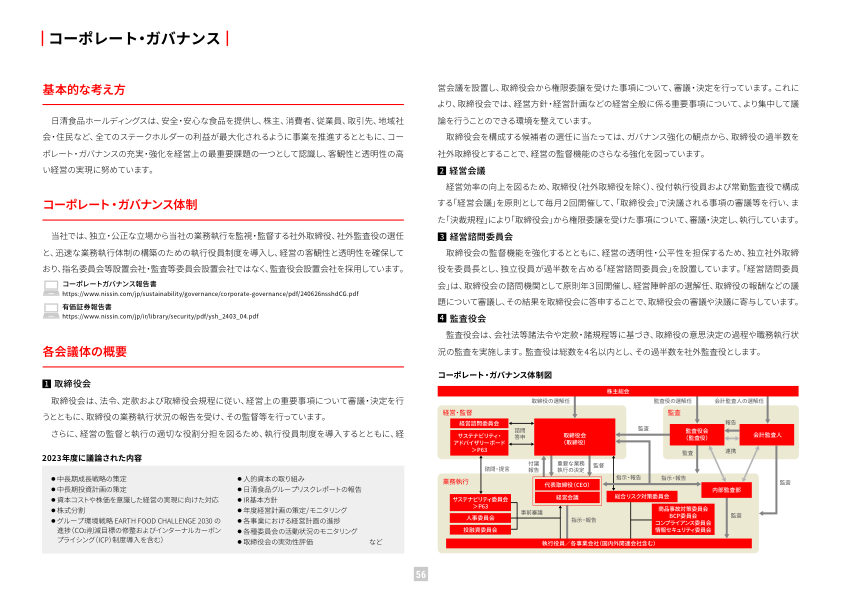 コーポレート・ガバナンス
基本的な考え方
日清食品ホールディングスは、安全・安心な食品を提供し、株主、消費者、従業員、取引先、地域社
会・住民など、全てのステークホルダーの利益が最大化されるように事業を推進するとともに、コー
ポレート・ガバナンスの充実・強化を経営上の最重要課題の一つとして認識し、客観性と透明性の高
い経営の実現に努めています。
コーポレート・ガバナンス体制
当社では、独立・公正な立場から当社の業務執行を監視・監督する社外取締役、社外監査役の選任
と、迅速な業務執行体制の構築のための執行役員制度を導入し、経営の客観性と透明性を確保して
おり、指名委員会等設置会社・監査等委員会設置会社ではなく、監査役会設置会社を採用しています。
コーポレートガバナンス報告書
https://www.nissin.com/jp/sustainability/governance/corporate-governance/pdf/240626nsshdCG.pdf
有価証券報告書
https://www.nissin.com/jp/ir/library/security/pdf/ysh_2403_04.pdf
各会議体の概要
1 取締役会
取締役会は、法令、定款および取締役会規程に従い、経営上の重要事項について審議・決定を行
うとともに、取締役の業務執行状況の報告を受け、その監督等を行っています。
さらに、経営の監督と執行の適切な役割分担を図るため、執行役員制度を導入するとともに、経
2023年度に議論された内容
●中長期成長戦略の策定
●中長期投資計画の策定
●資本コストや株価を意識した経営の実現に向けた対応
●株式分割
●グループ環境戦略 EARTH FOOD CHALLENGE 2030 の
進捗（CO2削減目標の修整およびインターナルカーボン
プライシング（ICP）制度導入を含む）
●人的資本の取り組み
●日清食品グループリスクレポートの報告
●IR基本方針
●年度経営計画の策定/モニタリング
●各事業における経営計画の進捗
●各種委員会の活動状況のモニタリング
●取締役会の実効性評価 など
営会議を設置し、取締役会から権限委譲を受けた事項について、審議・決定を行っています。これに
より、取締役会では、経営方針・経営計画などの経営全般に係る重要事項について、より集中して議
論を行うことのできる環境を整えています。
取締役会を構成する候補者の選任に当たっては、ガバナンス強化の観点から、取締役の過半数を
社外取締役とすることで、経営の監督機能のさらなる強化を図っています。
2 経営会議
経営効率の向上を図るため、取締役（社外取締役を除く）、役付執行役員および常勤監査役で構成
する「経営会議」を原則として毎月2回開催して、「取締役会」で決議される事項の審議等を行い、ま
た「決裁規程」により「取締役会」から権限委譲を受けた事項について、審議・決定し、執行しています。
3 経営諮問委員会
取締役会の監督機能を強化するとともに、経営の透明性・公平性を担保するため、独立社外取締
役を委員長とし、独立役員が過半数を占める「経営諮問委員会」を設置しています。「経営諮問委員
会」は、取締役会の諮問機関として原則年３回開催し、経営陣幹部の選解任、取締役の報酬などの議
題について審議し、その結果を取締役会に答申することで、取締役会の審議や決議に寄与しています。
4 監査役会
監査役会は、会社法等諸法令や定款・諸規程等に基づき、取締役の意思決定の過程や職務執行状
況の監査を実施します。監査役は総数を4名以内とし、その過半数を社外監査役とします。
コーポレート・ガバナンス体制図
株主総会
取締役の選解任
監査役の選解任
会計監査人の選解任
経営・監督
監査
経営諮問委員会
サステナビリティ・
アドバイザリーボード
＞P63
諮問
答申
取締役会
（取締役）
監査
監査役会
（監査役）
報告
連携
会計監査人
諮問・提言
付議
報告
重要な業務
執行の決定
監督
監査
業務執行
代表取締役（CEO）
経営会議
指示・報告
指示・報告
内部監査部
監査
サステナビリティ委員会
＞P63
人事委員会
投融資委員会
事前審議
指示・報告
総合リスク対策委員会
商品事故対策委員会
BCP委員会
コンプライアンス委員会
情報セキュリティ委員会
監査
執行役員／各事業会社（国内外関連会社含む）
56